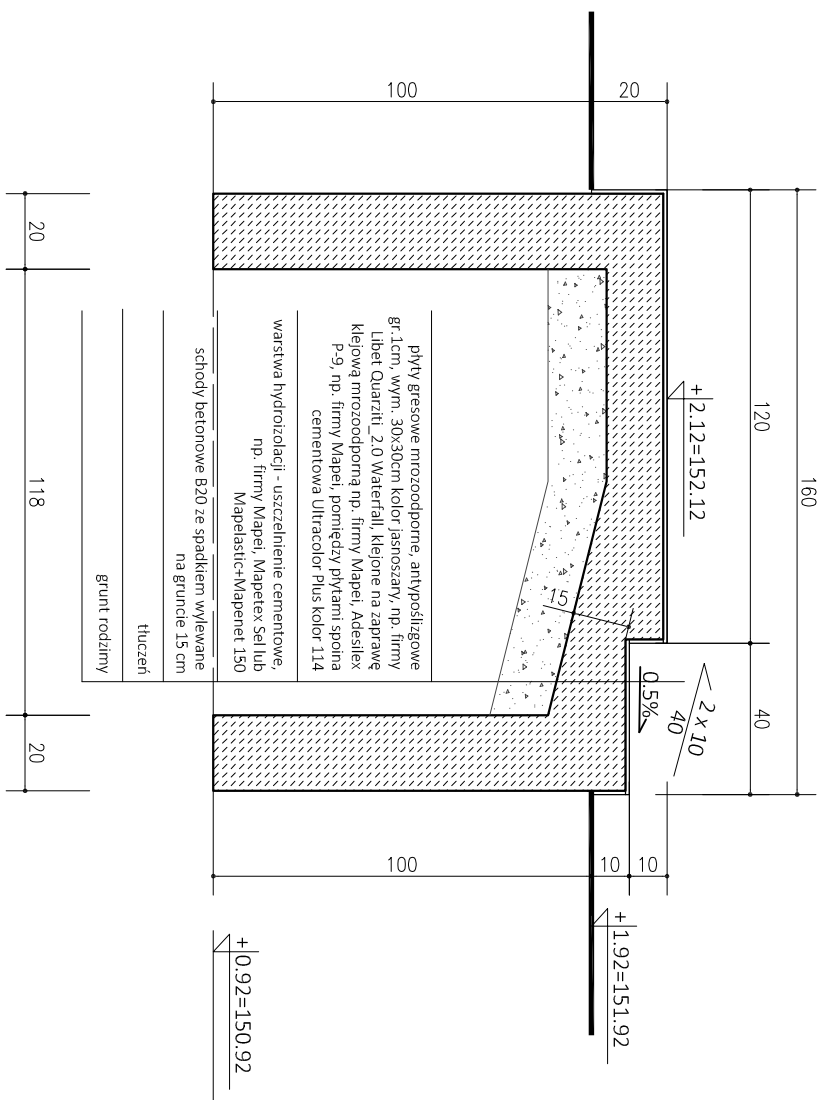 160
120
40
100
20
+ 2.12=152.12
2 x 10
40
0.5%
15
100
10
10
+ 1.92=151.92
+ 0.92=150.92
płyty gresowe mrozoodporne, antypoślizgowe
gr.1cm, wym. 30x30cm kolor jasnoszary, np. firmy
Libet Quarziti_2.0 Waterfall, klejone na zaprawę
klejową mrozoodporną np. firmy Mapei, Adesilex
P-9, np. firmy Mapei, pomiędzy płytami spoina
cementowa Ultracolor Plus kolor 114
warstwa hydroizolacji - uszczelnienie cementowe,
np. firmy Mapei, Mapetex Sel lub
Mapelastic+Mapenet 150
schody betonowe B20 ze spadkiem wylewane
na gruncie 15 cm
tłuczeń
grunt rodzimy
20
118
20